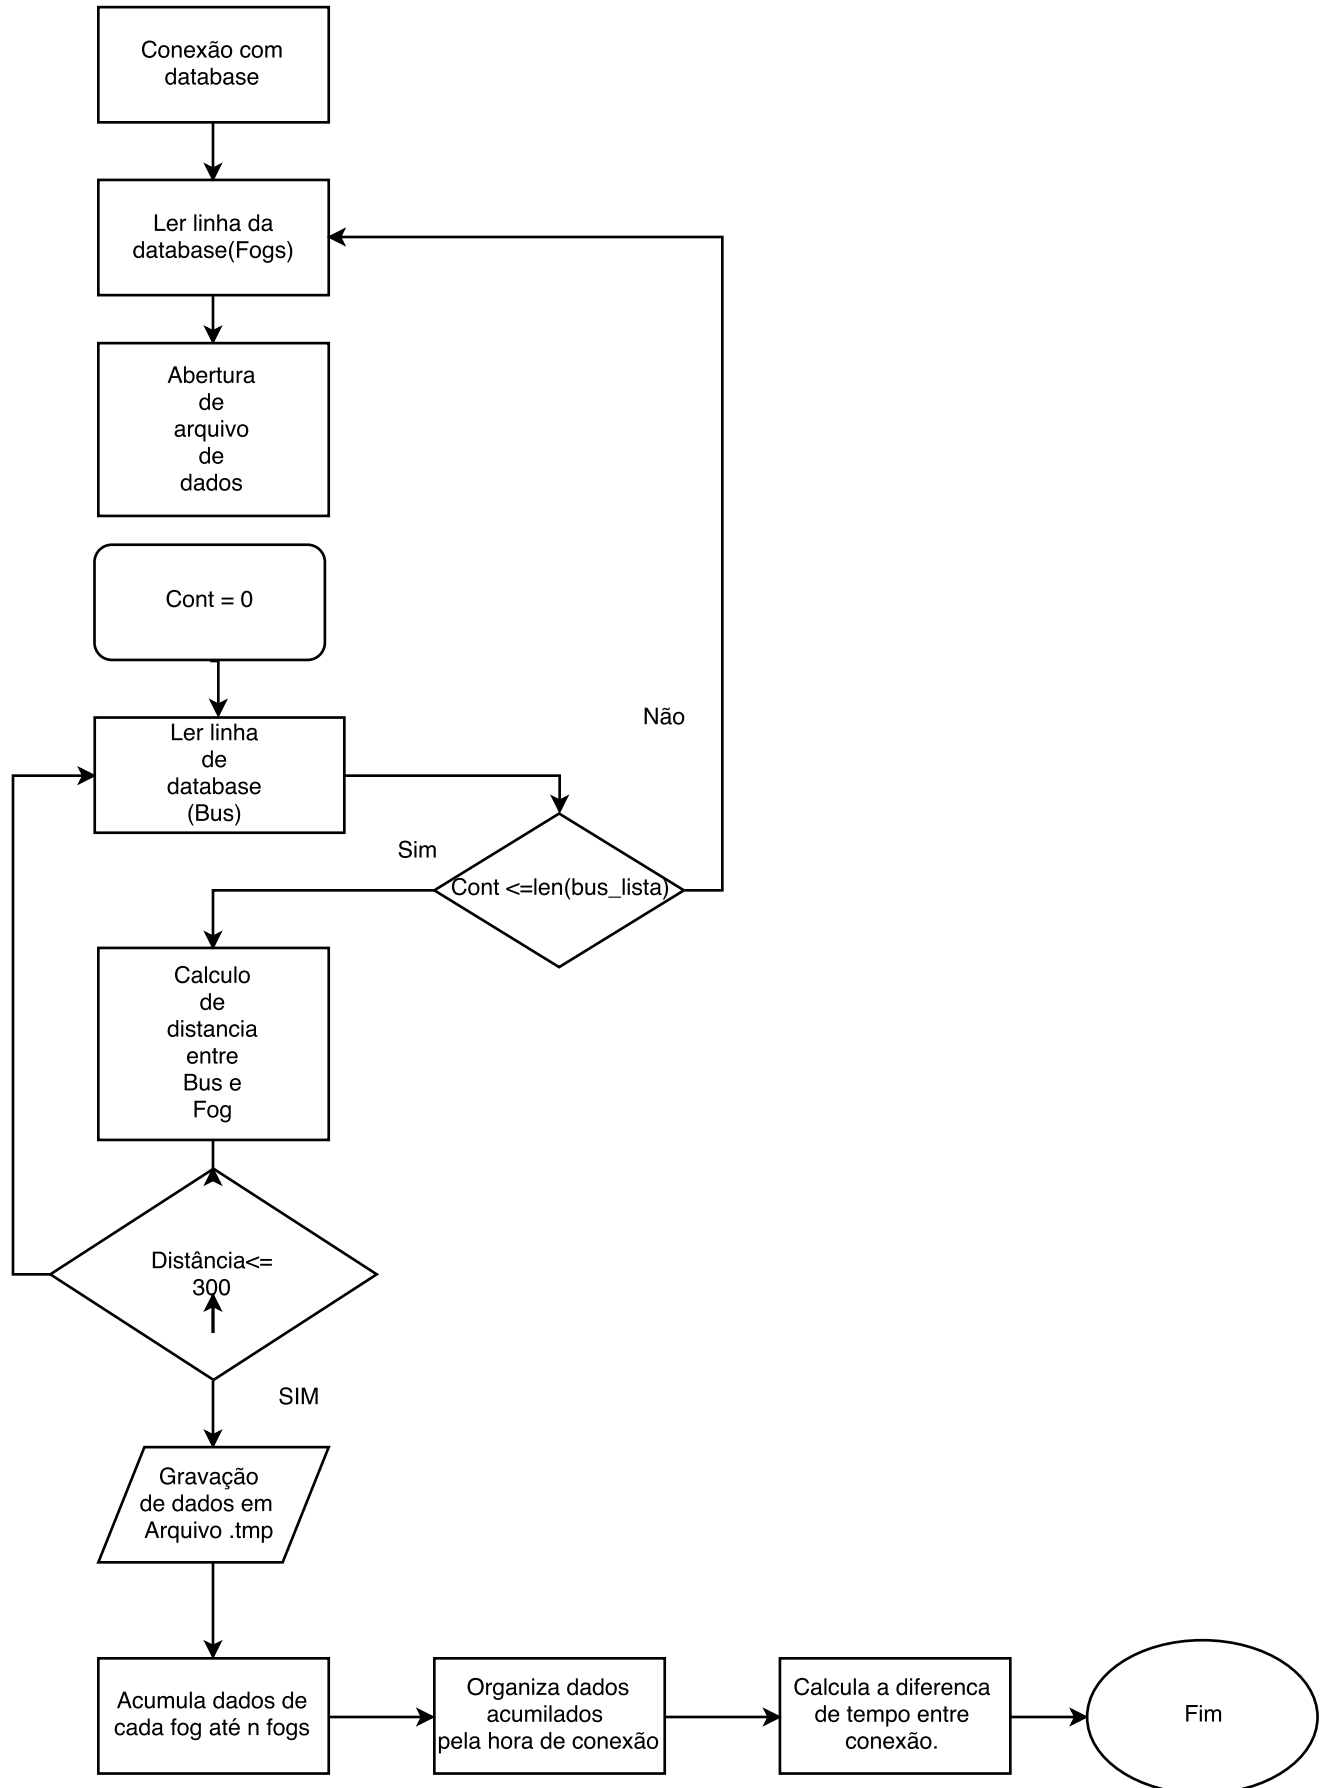 Conexão com
database
Ler linha da
database(Fogs)
Abertura
de
arquivo
de
dados
Cont = 0
Não
Ler linha
de
database
(Bus)
Sim
Cont <=len(bus_lista)
Calculo
de
distancia
entre
Bus e
Fog
Distância<=
300
SIM
Gravação
de dados em
Arquivo .tmp
Acumula dados de
cada fog até n fogs
Organiza dados
acumilados
pela hora de conexão
Calcula a diferenca
de tempo entre
conexão.
Fim